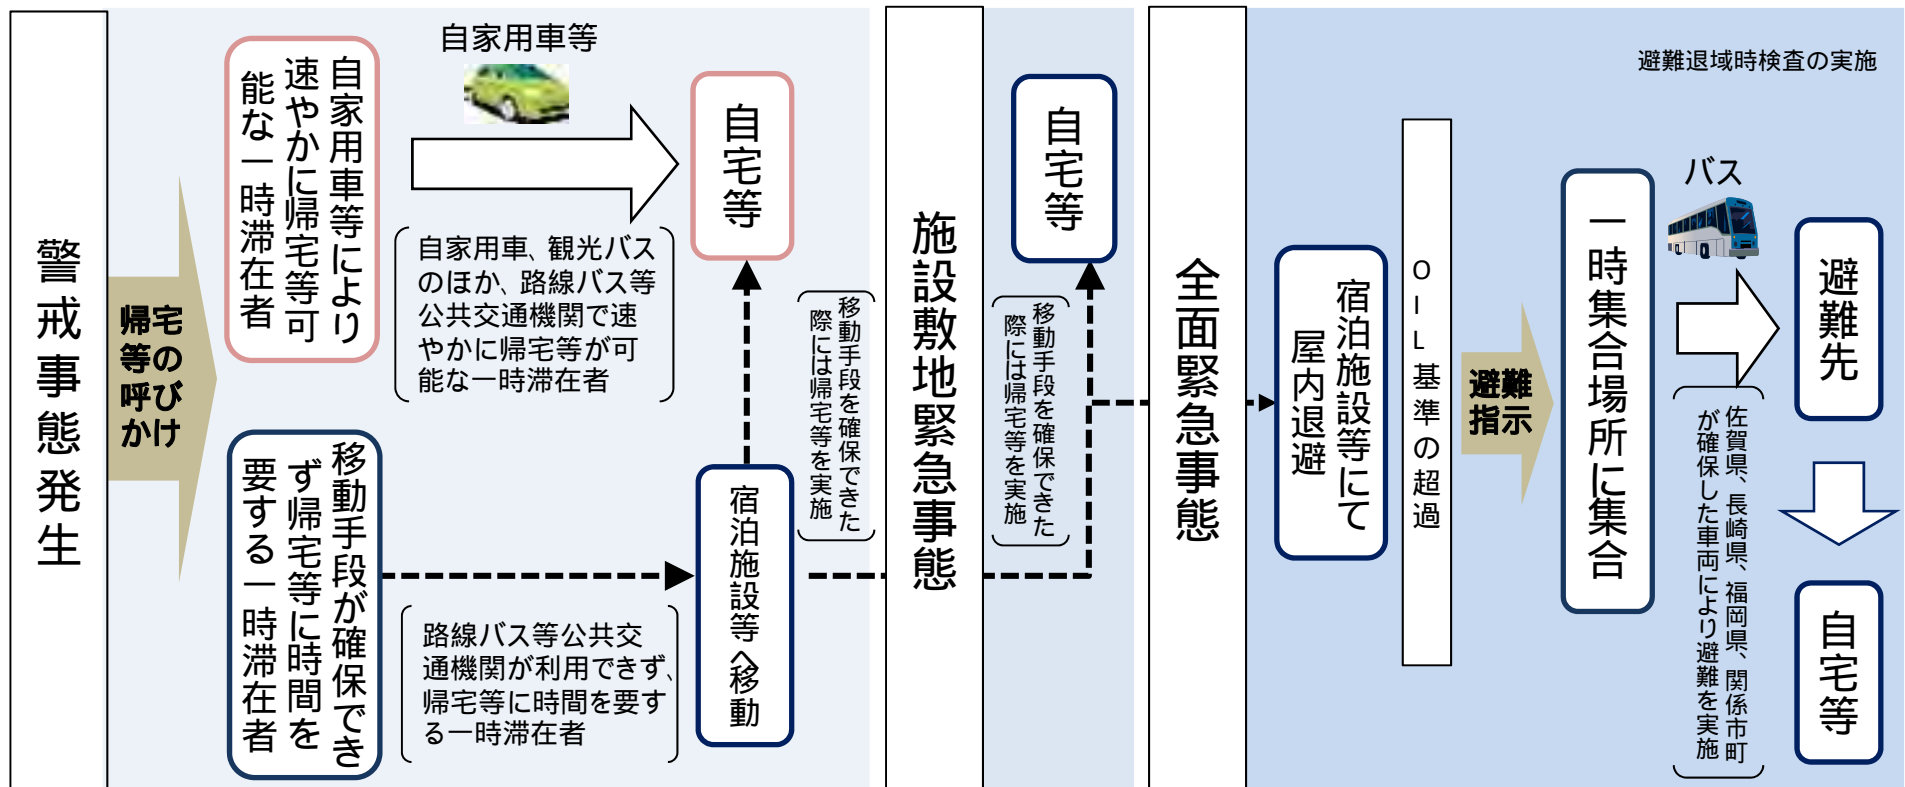 警戒事態発生
帰宅
等の
呼び
かけ
自家用車等により
速やかに帰宅等可
能な一時滞在者
自家用車等
自家用車、観光バス
のほか、路線バス等
公共交通機関で速
やかに帰宅等が可
能な一時滞在者
自宅等
移動手段が確保でき
ず帰宅等に時間を
要する一時滞在者
路線バス等公共交
通機関が利用できず、
帰宅等に時間を要す
る一時滞在者
宿泊施設等へ移動
移動手段を確保できた
際には帰宅等を実施
施設敷地緊急事態
自宅等
移動手段を確保できた
際には帰宅等を実施
全面緊急事態
宿泊施設等にて
屋内退避
OIL基準の超過
避難
指示
一時集合場所に集合
避難退域時検査の実施
バス
佐賀県、長崎県、福岡県、関係市町
が確保した車両により避難を実施
避難先
自宅等